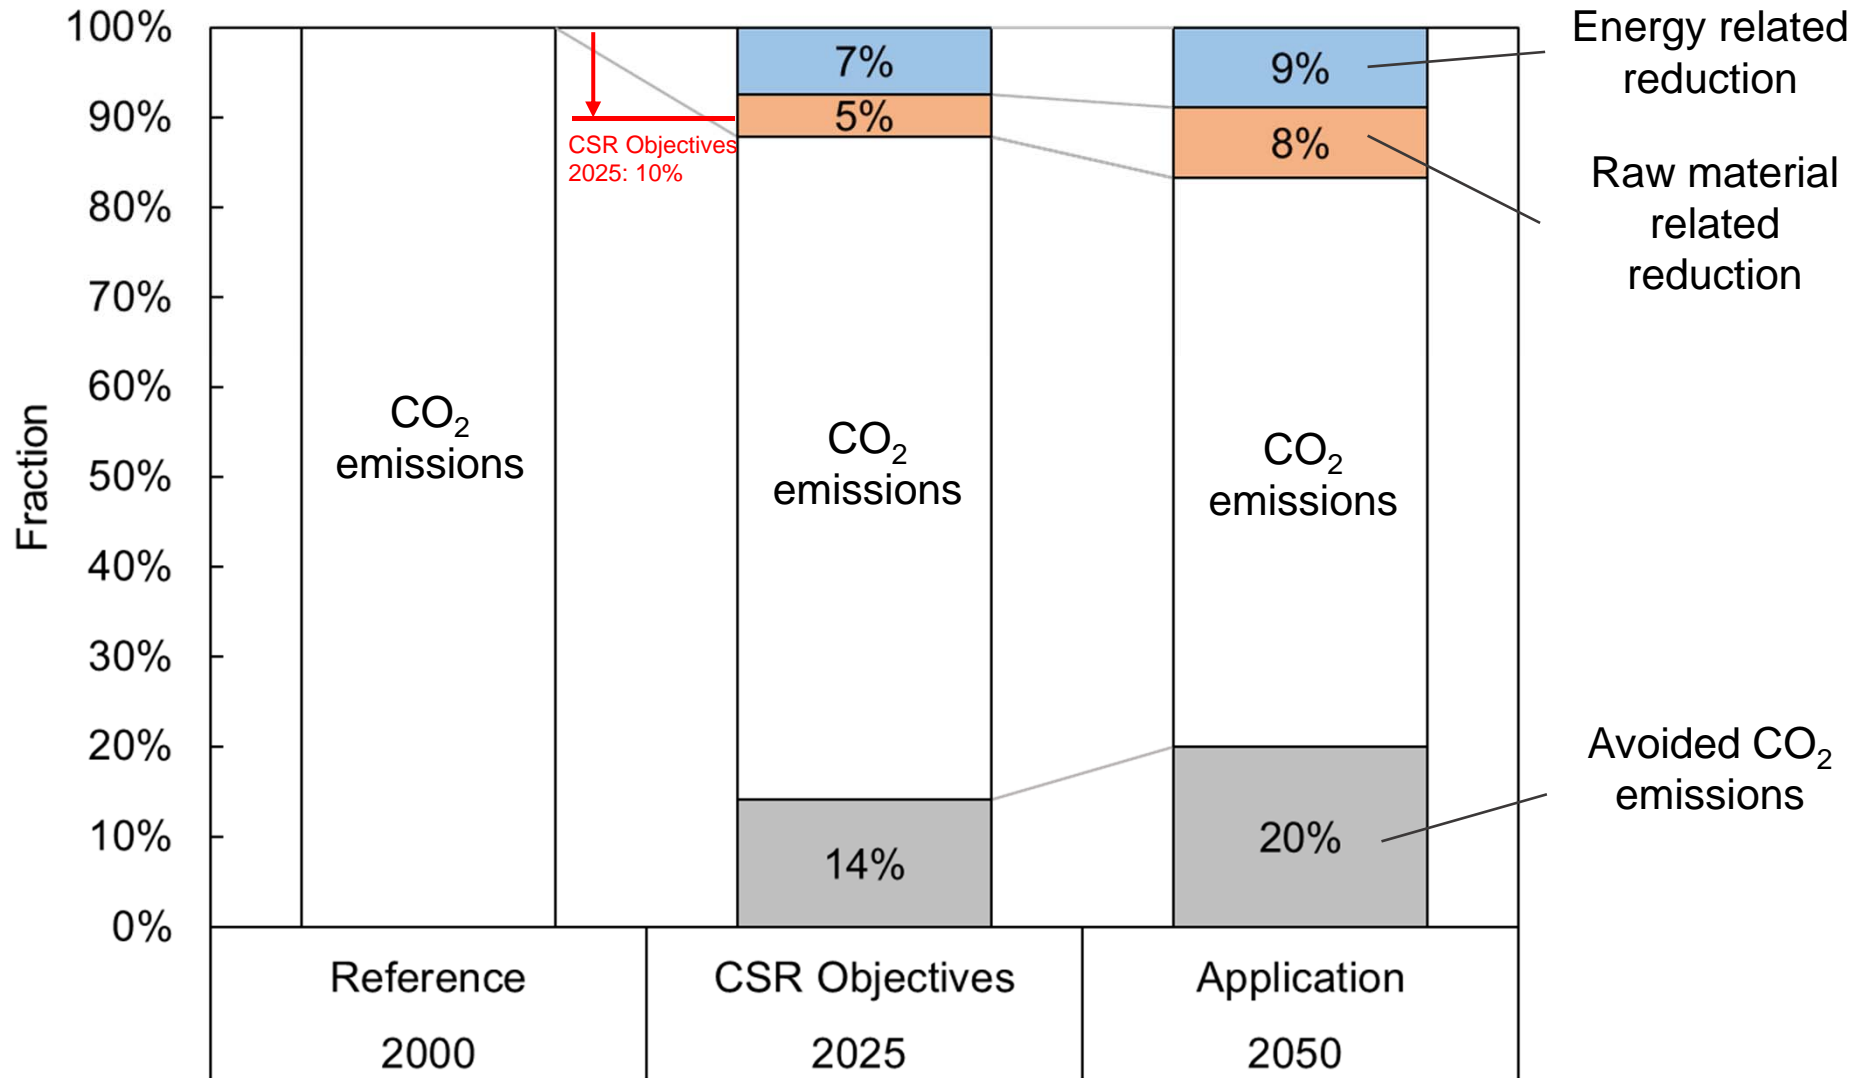 100%
90%
80%
70%
60%
50%
40%
30%
20%
10%
0%
Fraction
CO₂
emissions
CSR Objectives
2025: 10%
7%
5%
CO₂
emissions
14%
9%
8%
CO₂
emissions
20%
Energy related
reduction
Raw material
related
reduction
Avoided CO₂
emissions
Reference
CSR Objectives
Application
2000
2025
2050